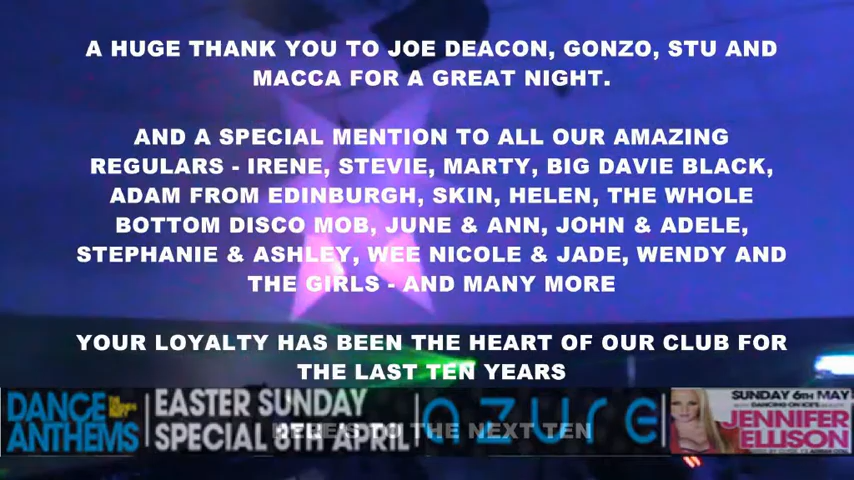 A HUGE THANK YOU TO JOE DEACON, GONZO, STU AND
MACCA FOR A GREAT NIGHT.
AND A SPECIAL MENTION TO ALL OUR AMAZING
REGULARS - IRENE, STEVIE, MARTY, BIG DAVIE BLACK,
ADAM FROM EDINBURGH, SKIN, HELEN, THE WHOLE
BOTTOM DISCO MOB, JUNE & ANN, JOHN & ADELE,
STEPHANIE & ASHLEY, WEE NICOLE & JADE, WENDY AND
THE GIRLS - AND MANY MORE
YOUR LOYALTY HAS BEEN THE HEART OF OUR CLUB FOR
THE LAST TEN YEARS
HERE'S TO THE NEXT TEN
DANCE
ANTHEMS
EASTER SUNDAY
SPECIAL 8TH APRIL
azure
SUNDAY 6TH MAY
JENNIFER
ELLISON